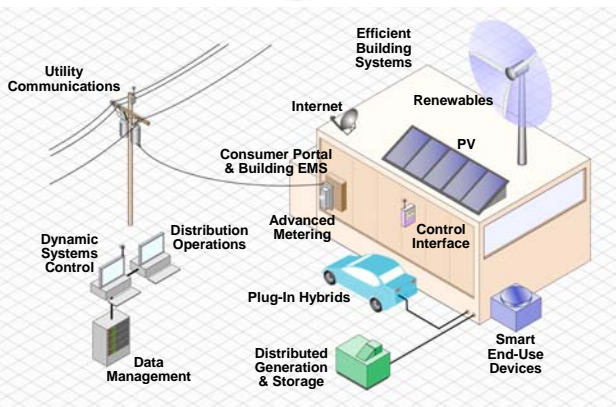 Efficient
Building
Systems
Utility
Communications
Renewables
Internet
PV
Consumer Portal
& Building EMS
Advanced
Metering
Control
Interface
Distribution
Operations
Dynamic
Systems
Control
Plug-In Hybrids
Data
Management
Distributed
Generation
& Storage
Smart
End-Use
Devices